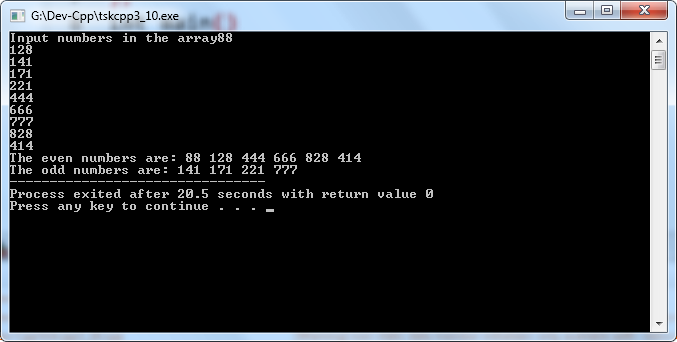 G:\Dev-Cpp\tskcpp3_10.exe
Input numbers in the array88
128
141
171
221
444
666
777
828
414
The even numbers are: 88 128 444 666 828 414
The odd numbers are: 141 171 221 777
--------------------------------
Process exited after 20.5 seconds with return value 0
Press any key to continue . . . _